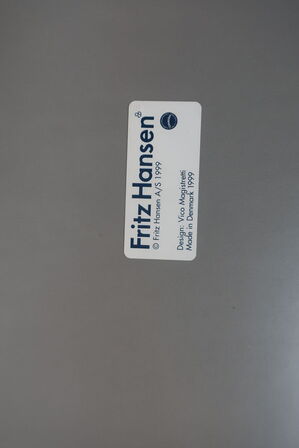 Fritz Hansen®
© Fritz Hansen A/S 1999
Design: Vico Magistretti
Made in Denmark 1999